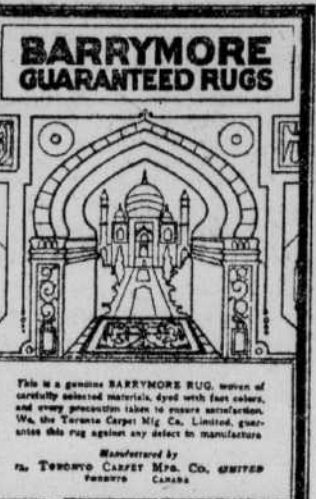 BARRYMORE
GUARANTEED RUGS
This is a genuine BARRYMORE RUG, woven of
carefully selected materials, dyed with fast colors,
and every precaution taken to ensure satisfaction.
We, the Toronto Carpet Mfg Co., Limited, guar-
antee this rug against any defect in manufacture
Manufactured by
TORONTO CARPET MFG. CO., LIMITED
TORONTO CANADA